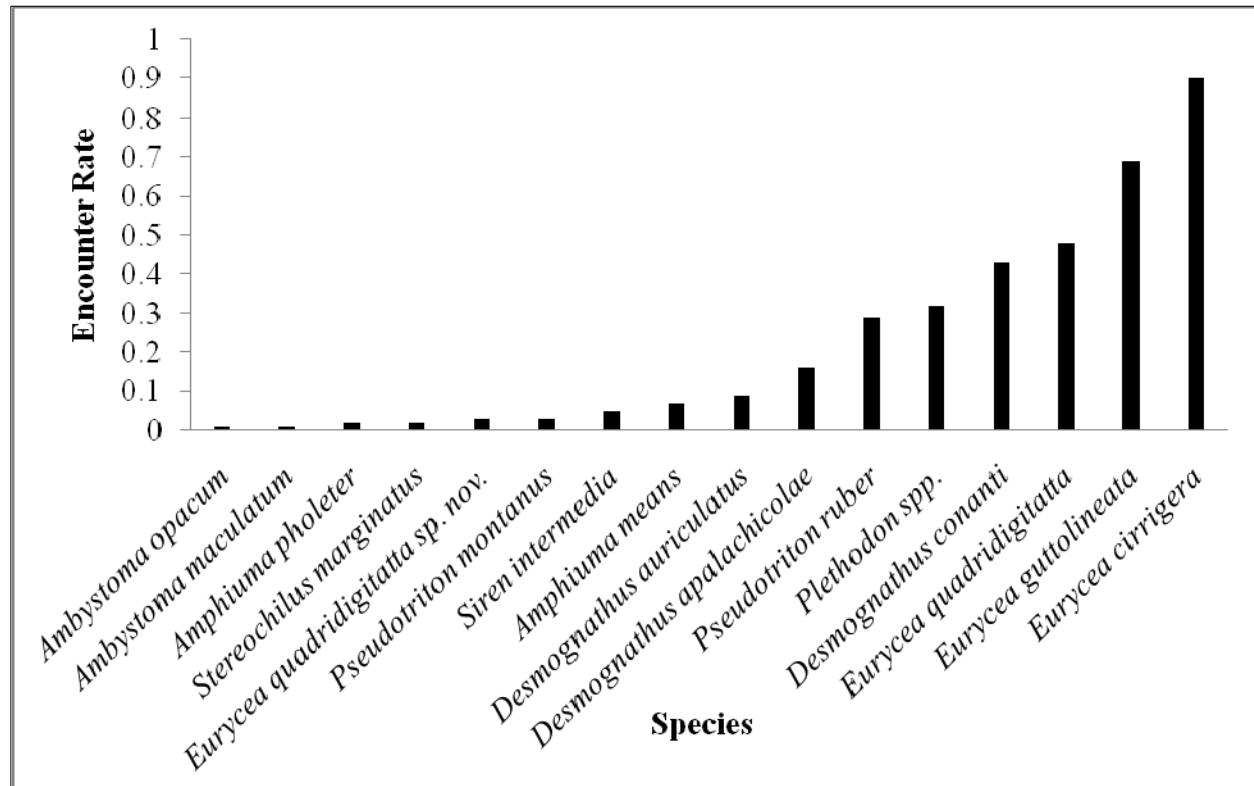 1
0.9
0.8
0.7
0.6
0.5
0.4
0.3
0.2
0.1
0
Encounter Rate
Ambystoma opacum
Ambystoma maculatum
Amphiuma pholeter
Stereochilus marginatus
Eurycea quadridigitatta sp. nov.
Pseudotriton montanus
Siren intermedia
Amphiuma means
Desmognathus auriculatus
Desmognathus apalachicolae
Pseudotriton ruber
Plethodon spp.
Desmognathus conanti
Eurycea quadridigitatta
Eurycea guttolineata
Eurycea cirrigera
Species